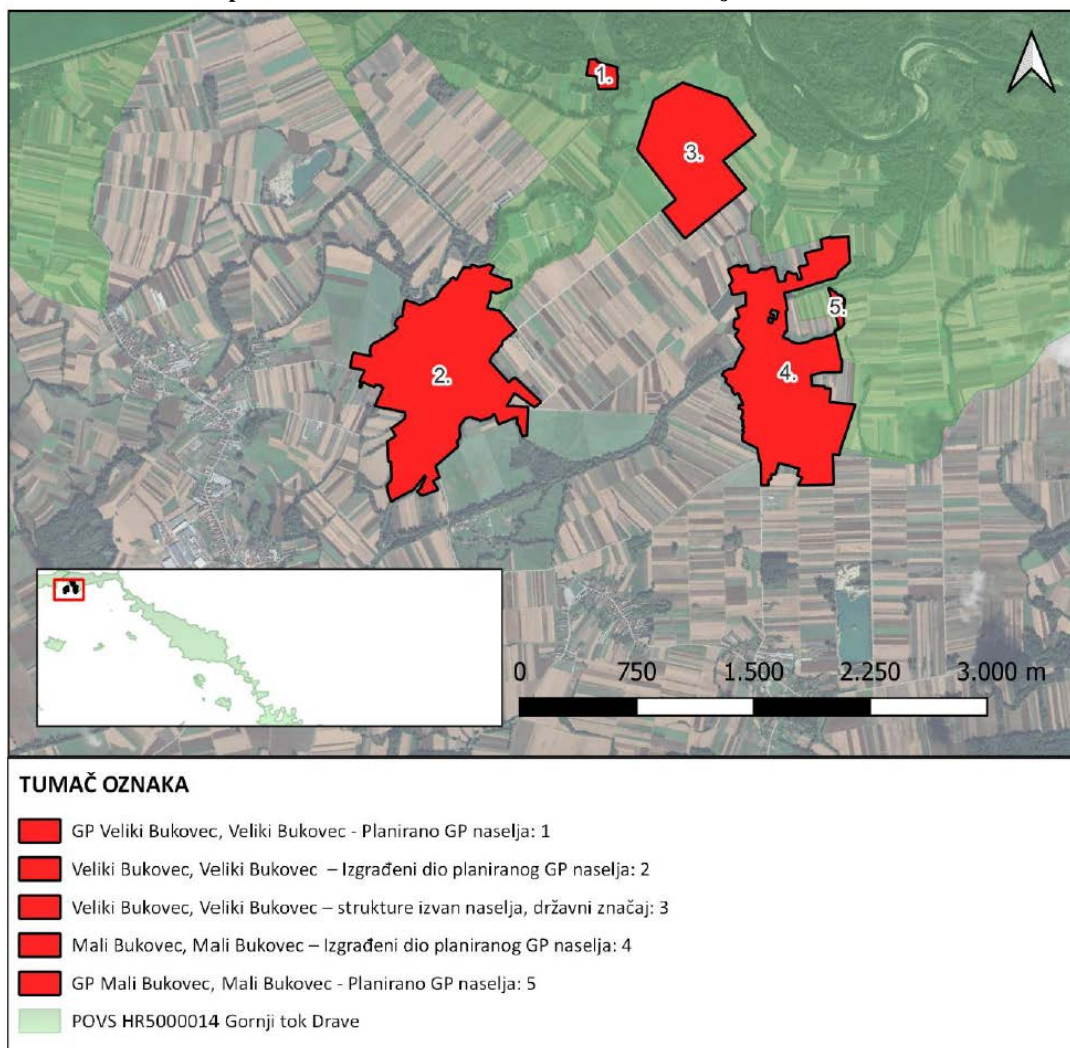 1.
3.
5.
2.
4.
0 750 1.500 2.250 3.000 m
TUMAČ OZNAKA
GP Veliki Bukovec, Veliki Bukovec - Planirano GP naselja: 1
Veliki Bukovec, Veliki Bukovec – Izgrađeni dio planiranog GP naselja: 2
Veliki Bukovec, Veliki Bukovec – strukture izvan naselja, državni značaj: 3
Mali Bukovec, Mali Bukovec – Izgrađeni dio planiranog GP naselja: 4
GP Mali Bukovec, Mali Bukovec - Planirano GP naselja: 5
POVS HR5000014 Gornji tok Drave